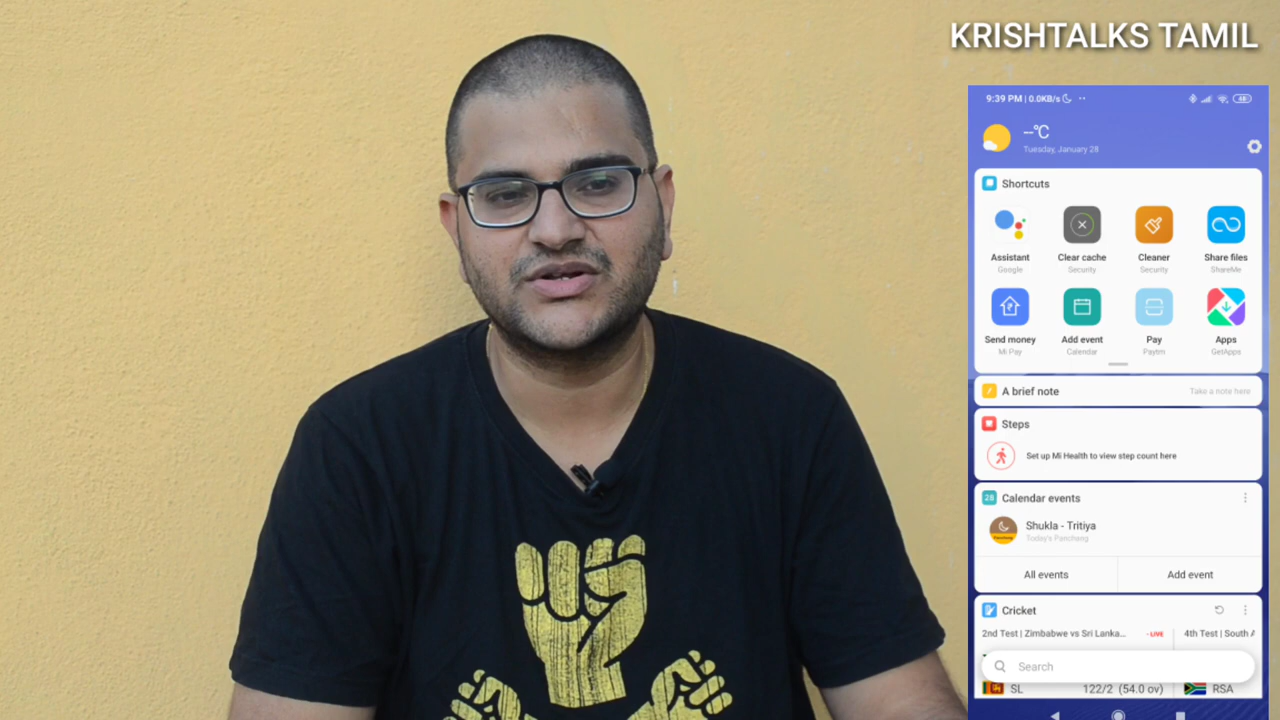 KRISHTALKS TAMIL
9:39 PM | 0.0KB/s
48
--°C
Tuesday, January 28
Shortcuts
Assistant
Google
Clear cache
Security
Cleaner
Security
Share files
ShareMe
Send money
Mi Pay
Add event
Calendar
Pay
Paytm
Apps
GetApps
A brief note
Take a note here
Steps
Set up Mi Health to view step count here
28 Calendar events
Shukla - Tritiya
Today's Panchang
All events
Add event
Cricket
2nd Test | Zimbabwe vs Sri Lanka...
• LIVE
4th Test | South A
Search
SL
122/2 (54.0 ov)
RSA